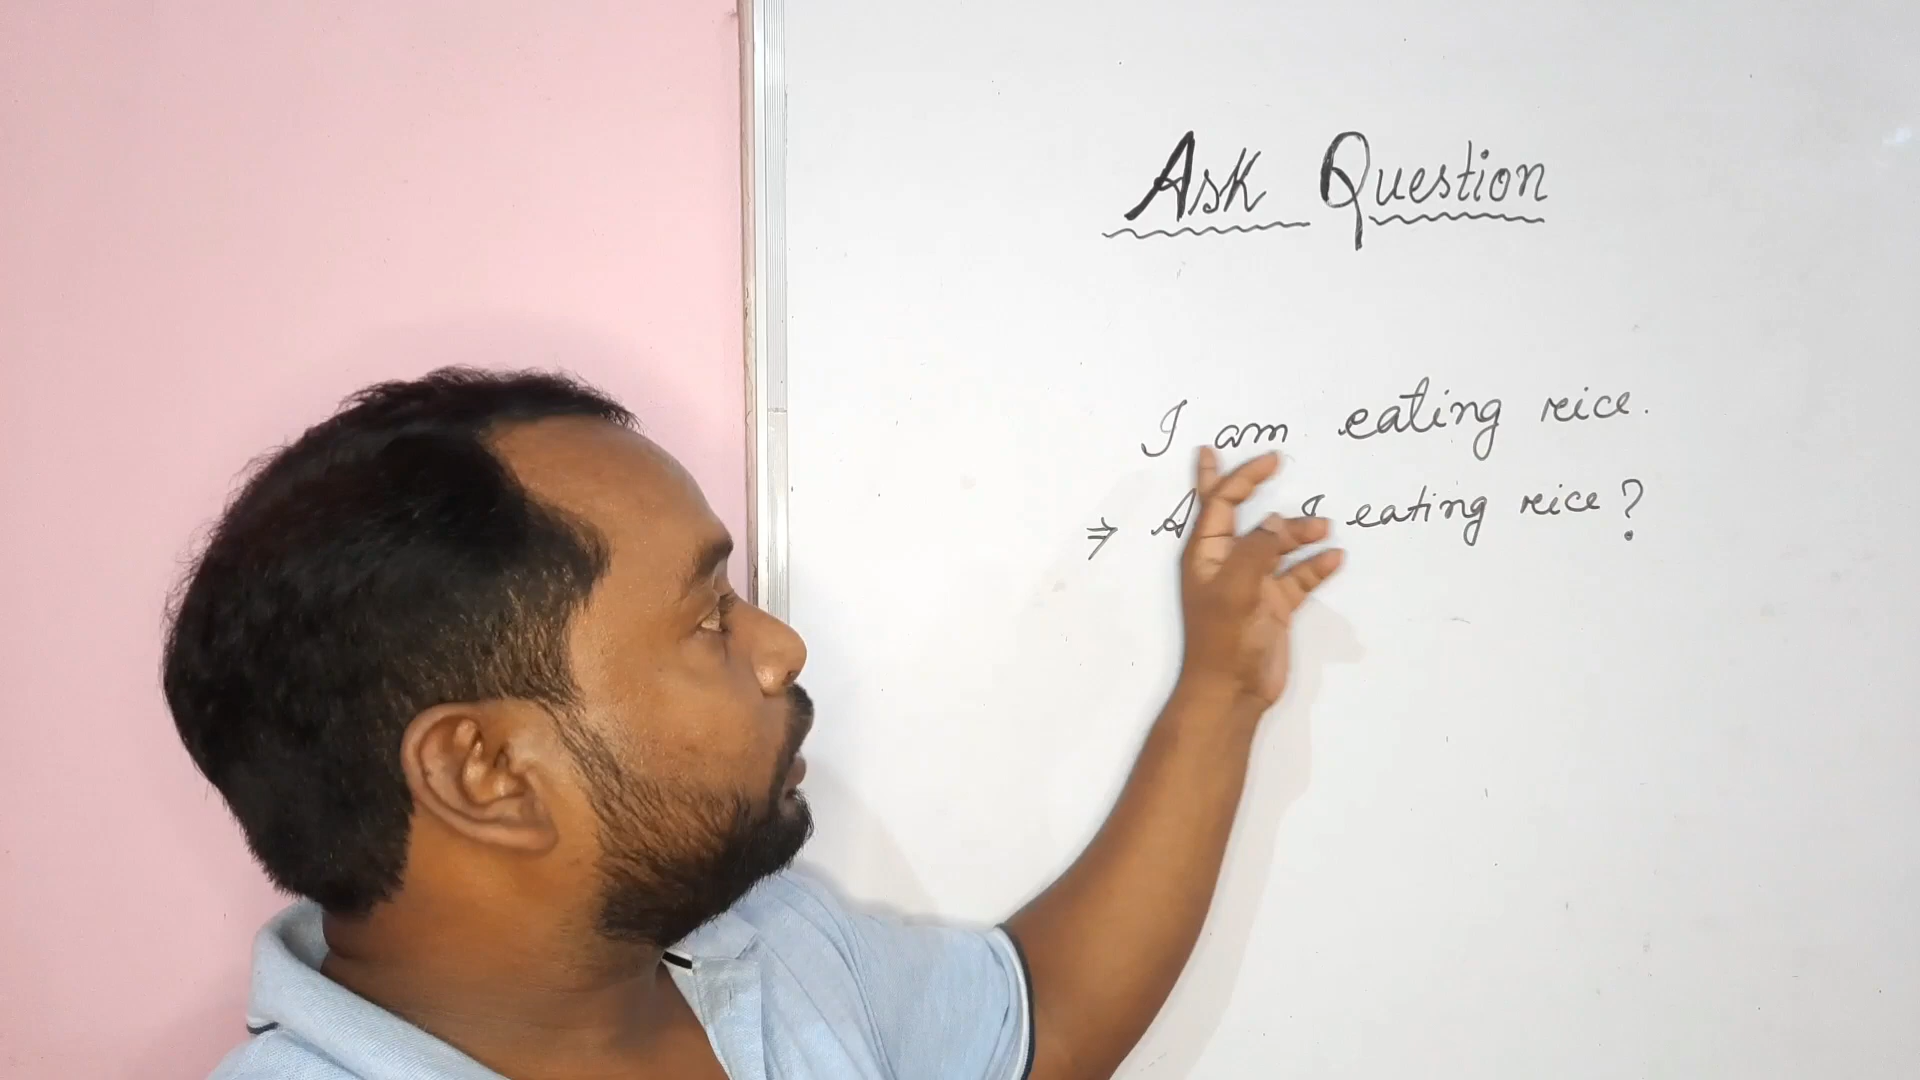 Ask Question
I am eating rice.
⇒ I eating rice?